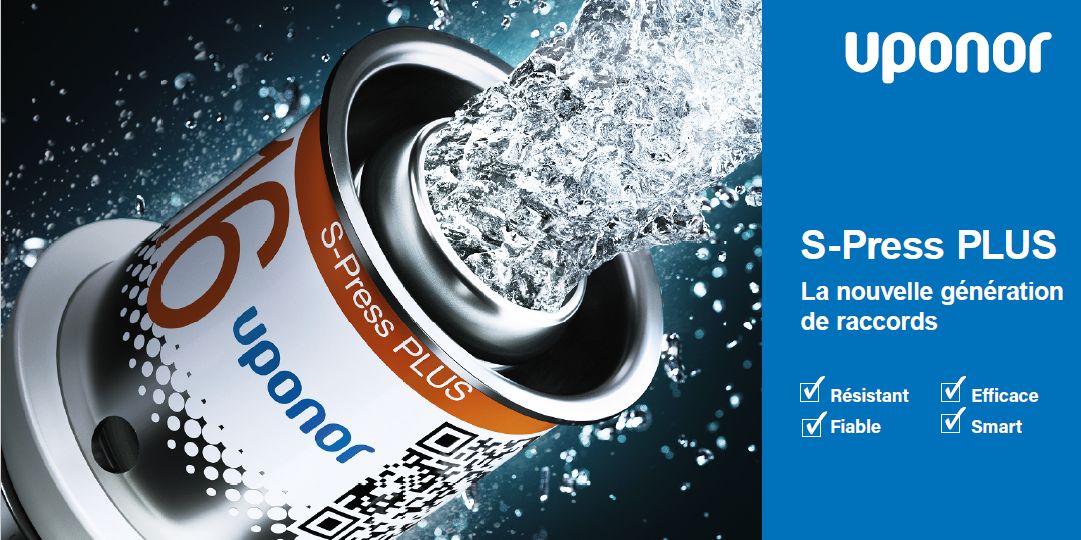 16
uponor
S-Press PLUS
uponor
S-Press PLUS
La nouvelle génération
de raccords
Résistant
Efficace
Fiable
Smart